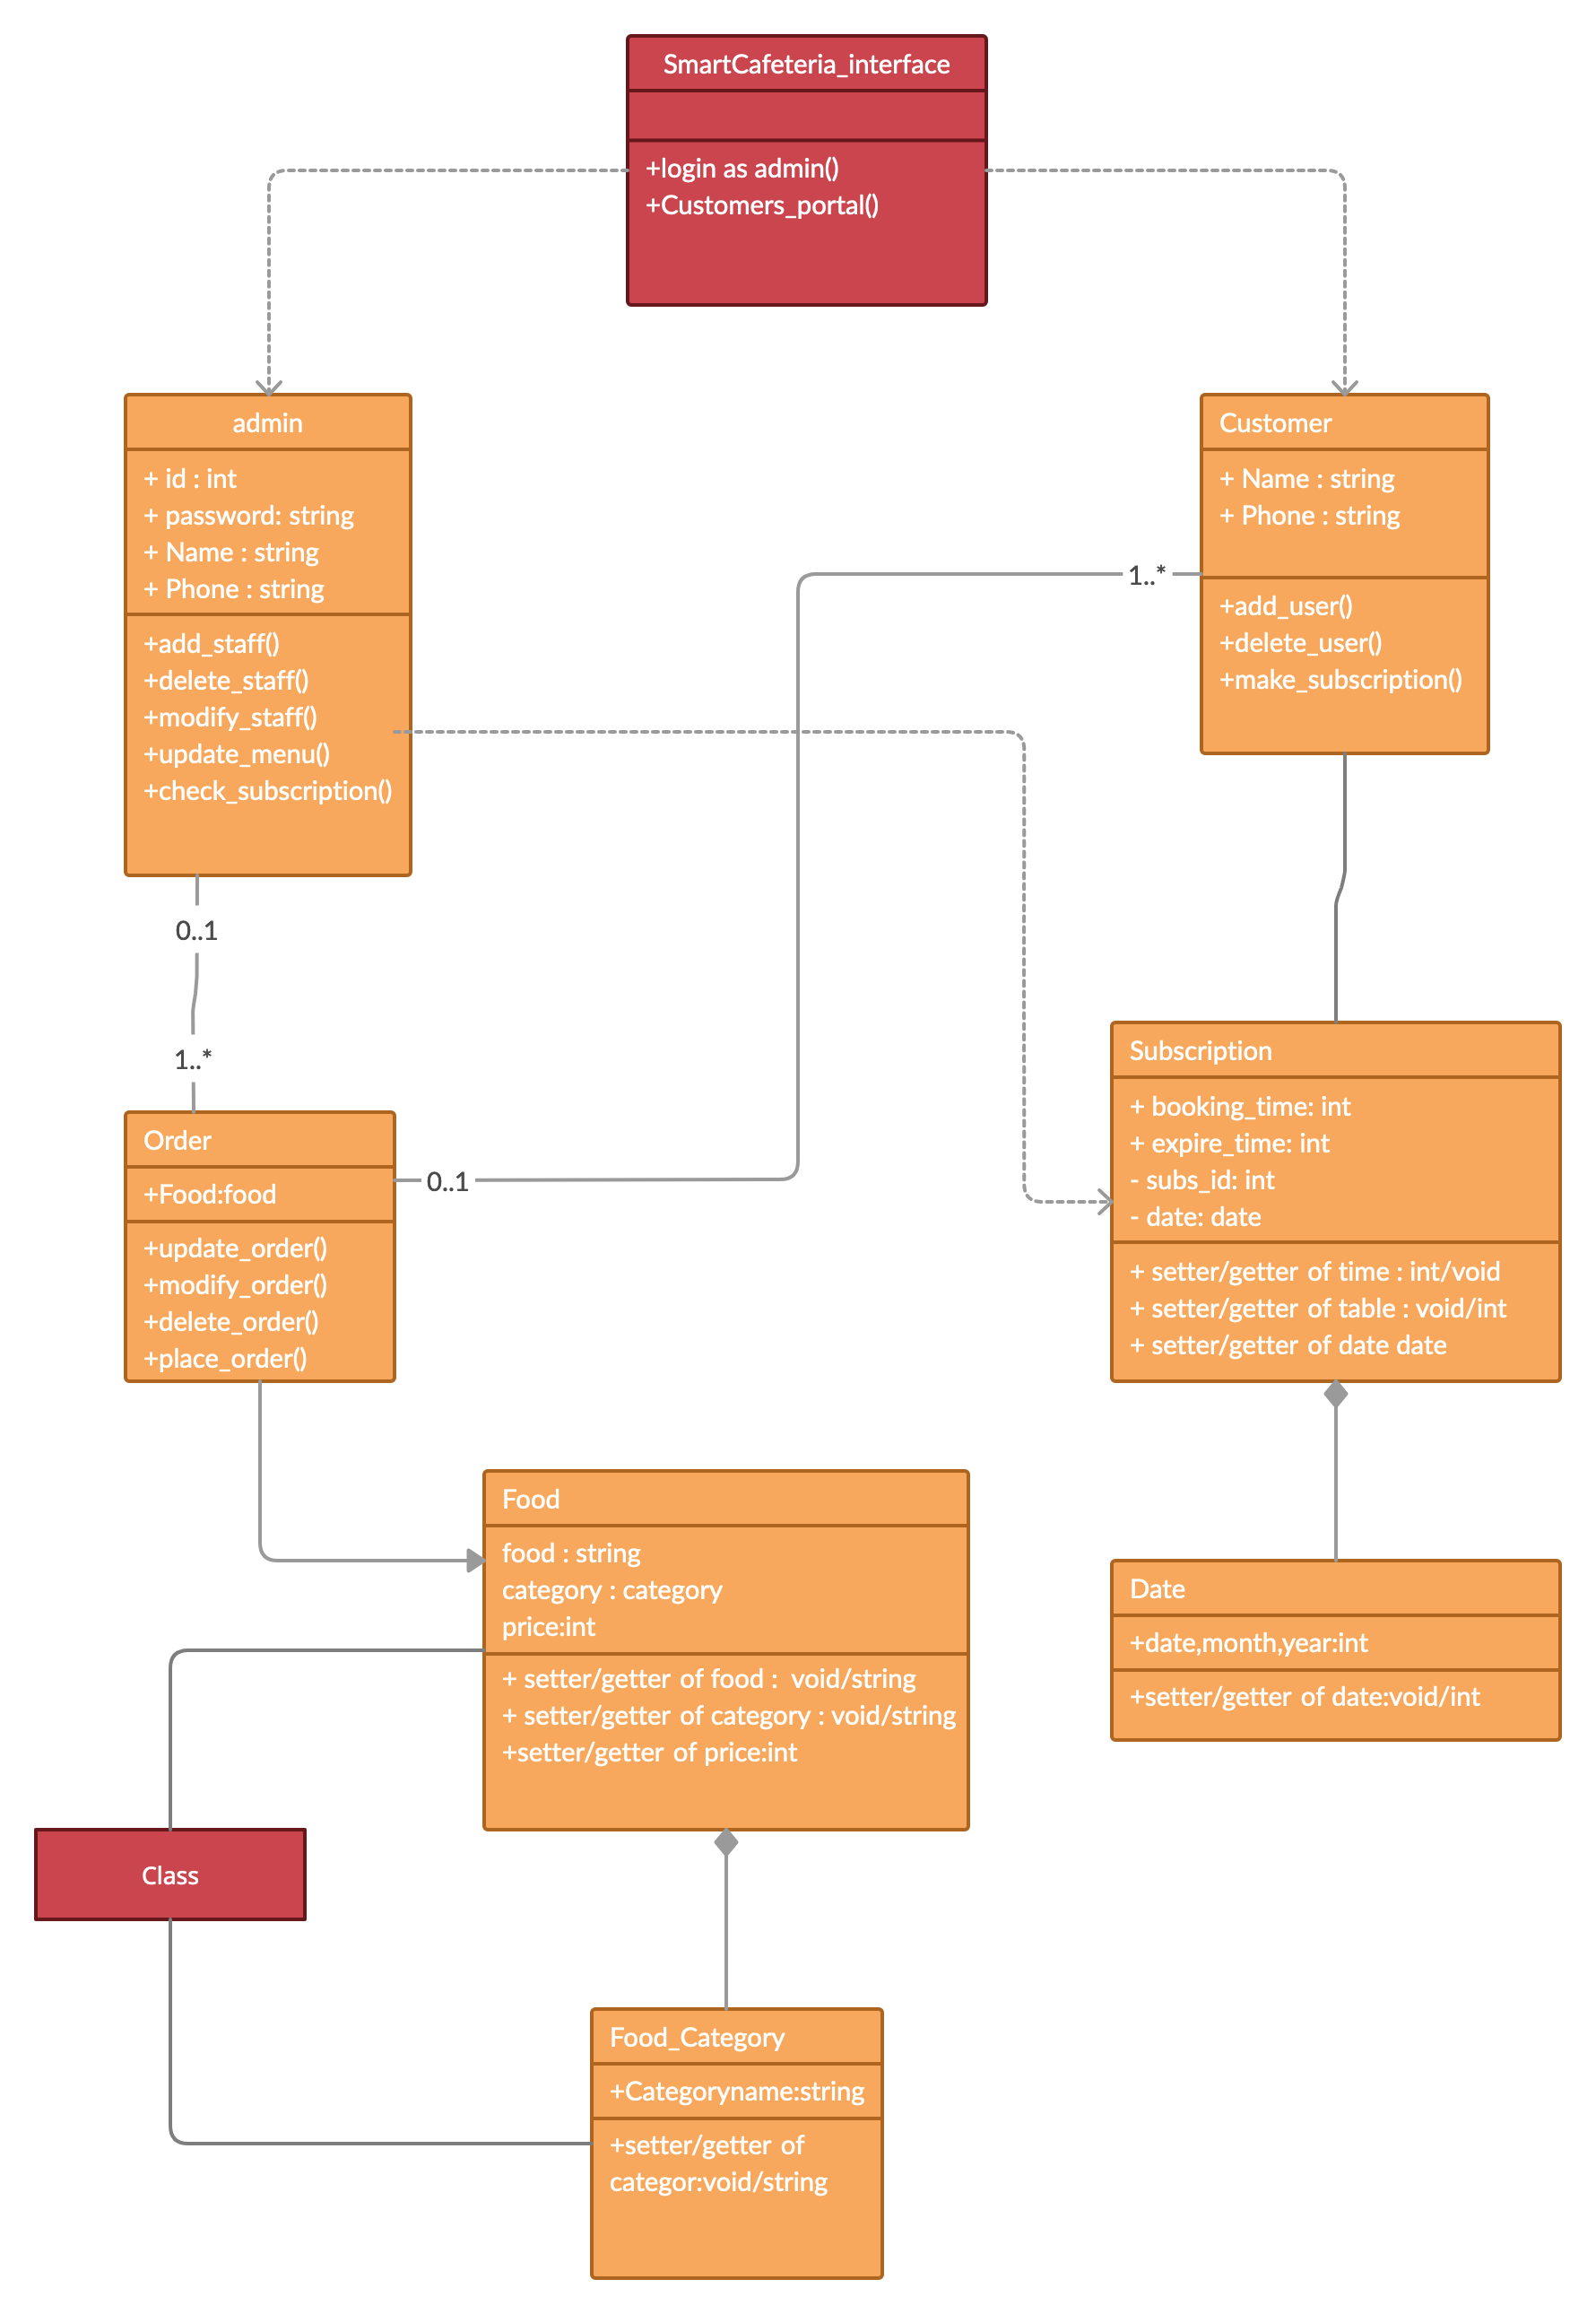 SmartCafeteria_interface
+login as admin()
+Customers_portal()
admin
+ id : int
+ password: string
+ Name : string
+ Phone : string
+add_staff()
+delete_staff()
+modify_staff()
+update_menu()
+check_subscription()
Customer
+ Name : string
+ Phone : string
+add_user()
+delete_user()
+make_subscription()
1..*
0..1
1..*
0..1
Order
+Food:food
+update_order()
+modify_order()
+delete_order()
+place_order()
Subscription
+ booking_time: int
+ expire_time: int
- subs_id: int
- date: date
+ setter/getter of time : int/void
+ setter/getter of table : void/int
+ setter/getter of date date
Food
food : string
category : category
price:int
+ setter/getter of food :  void/string
+ setter/getter of category : void/string
+setter/getter of price:int
Date
+date,month,year:int
+setter/getter of date:void/int
Class
Food_Category
+Categoryname:string
+setter/getter of
categor:void/string